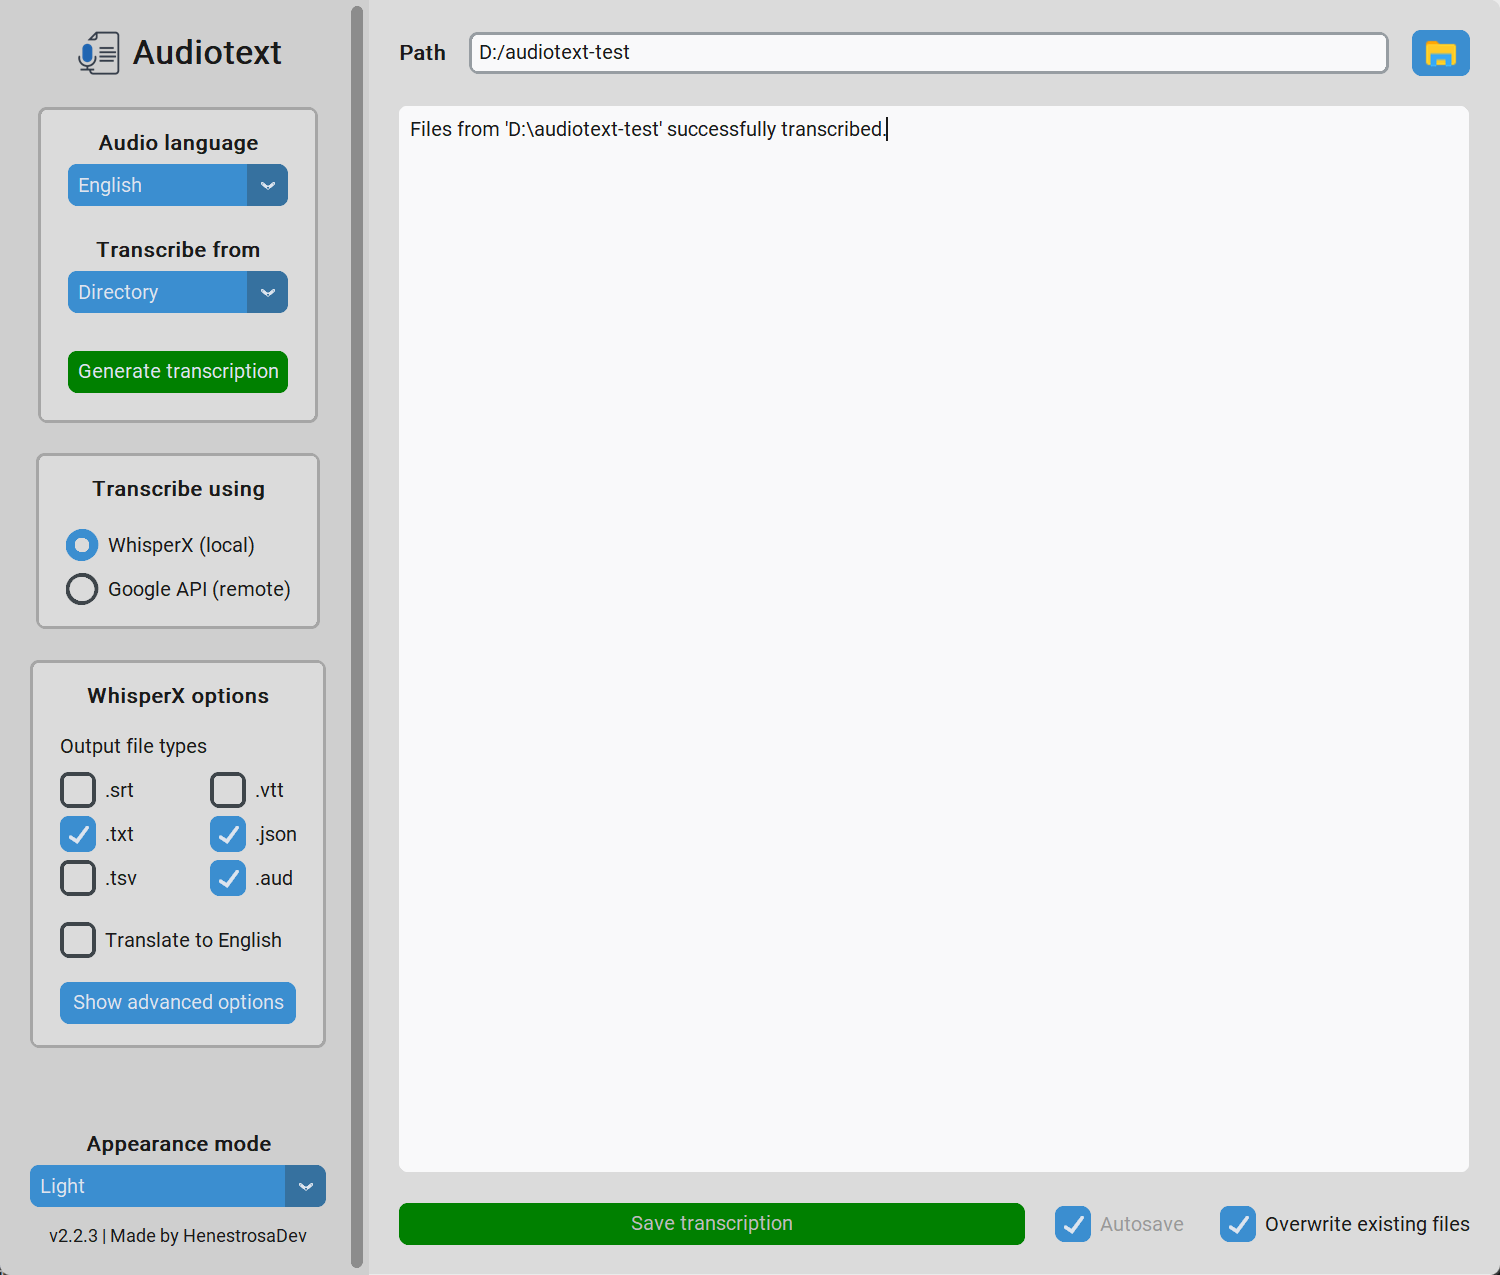 Audiotext
Audio language
English
Transcribe from
Directory
Generate transcription
Transcribe using
WhisperX (local)
Google API (remote)
WhisperX options
Output file types
.srt
.vtt
.txt
.json
.tsv
.aud
Translate to English
Show advanced options
Appearance mode
Light
v2.2.3 | Made by HenestrosaDev
Path
D:/audiotext-test
Files from 'D:\audiotext-test' successfully transcribed.
Save transcription
Autosave
Overwrite existing files